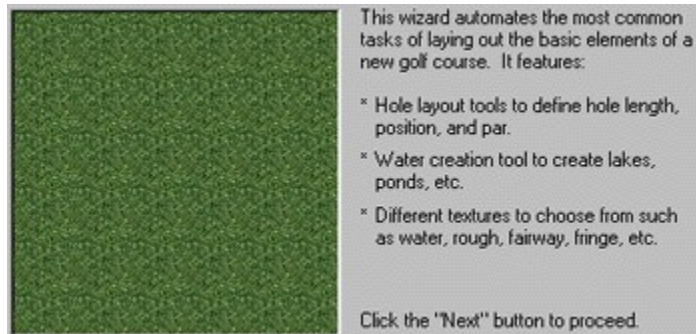 This wizard automates the most common
tasks of laying out the basic elements of a
new golf course. It features:
* Hole layout tools to define hole length,
position, and par.
* Water creation tool to create lakes,
ponds, etc.
* Different textures to choose from such
as water, rough, fairway, fringe, etc.
Click the "Next" button to proceed.